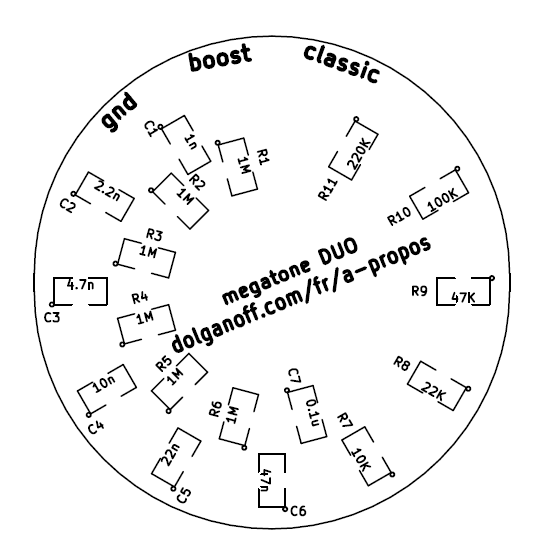 boost
classic
gnd
C1
1n
R1
1M
R2
1M
C2
2.2n
R11
220K
R10
100K
R3
1M
megatone DUO
dolganoff.com/fr/a-propos
C3
4.7n
R4
1M
R9
47K
R5
1M
R8
22K
C4
10n
R6
1M
C7
0.1u
R7
10K
C5
22n
C6
47n